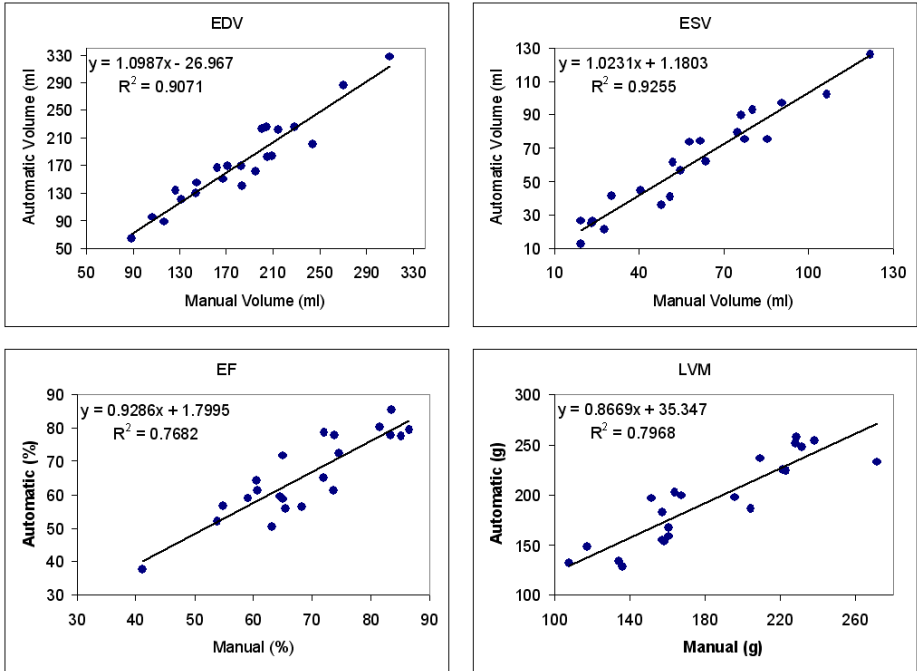 EDV
y = 1.0987x - 26.967
R² = 0.9071
330
290
250
210
170
130
90
50
Automatic Volume (ml
50 90 130 170 210 250 290 330
Manual Volume (ml)
ESV
y = 1.0231x + 1.1803
R² = 0.9255
130
110
90
70
50
30
10
Automatic Volume (ml
10 40 70 100 130
Manual Volume (ml)
EF
y = 0.9286x + 1.7995
R² = 0.7682
90
80
70
60
50
40
30
Automatic (%)
30 40 50 60 70 80 90
Manual (%)
LVM
y = 0.8669x + 35.347
R² = 0.7968
300
250
200
150
100
Automatic (g)
100 140 180 220 260
Manual (g)